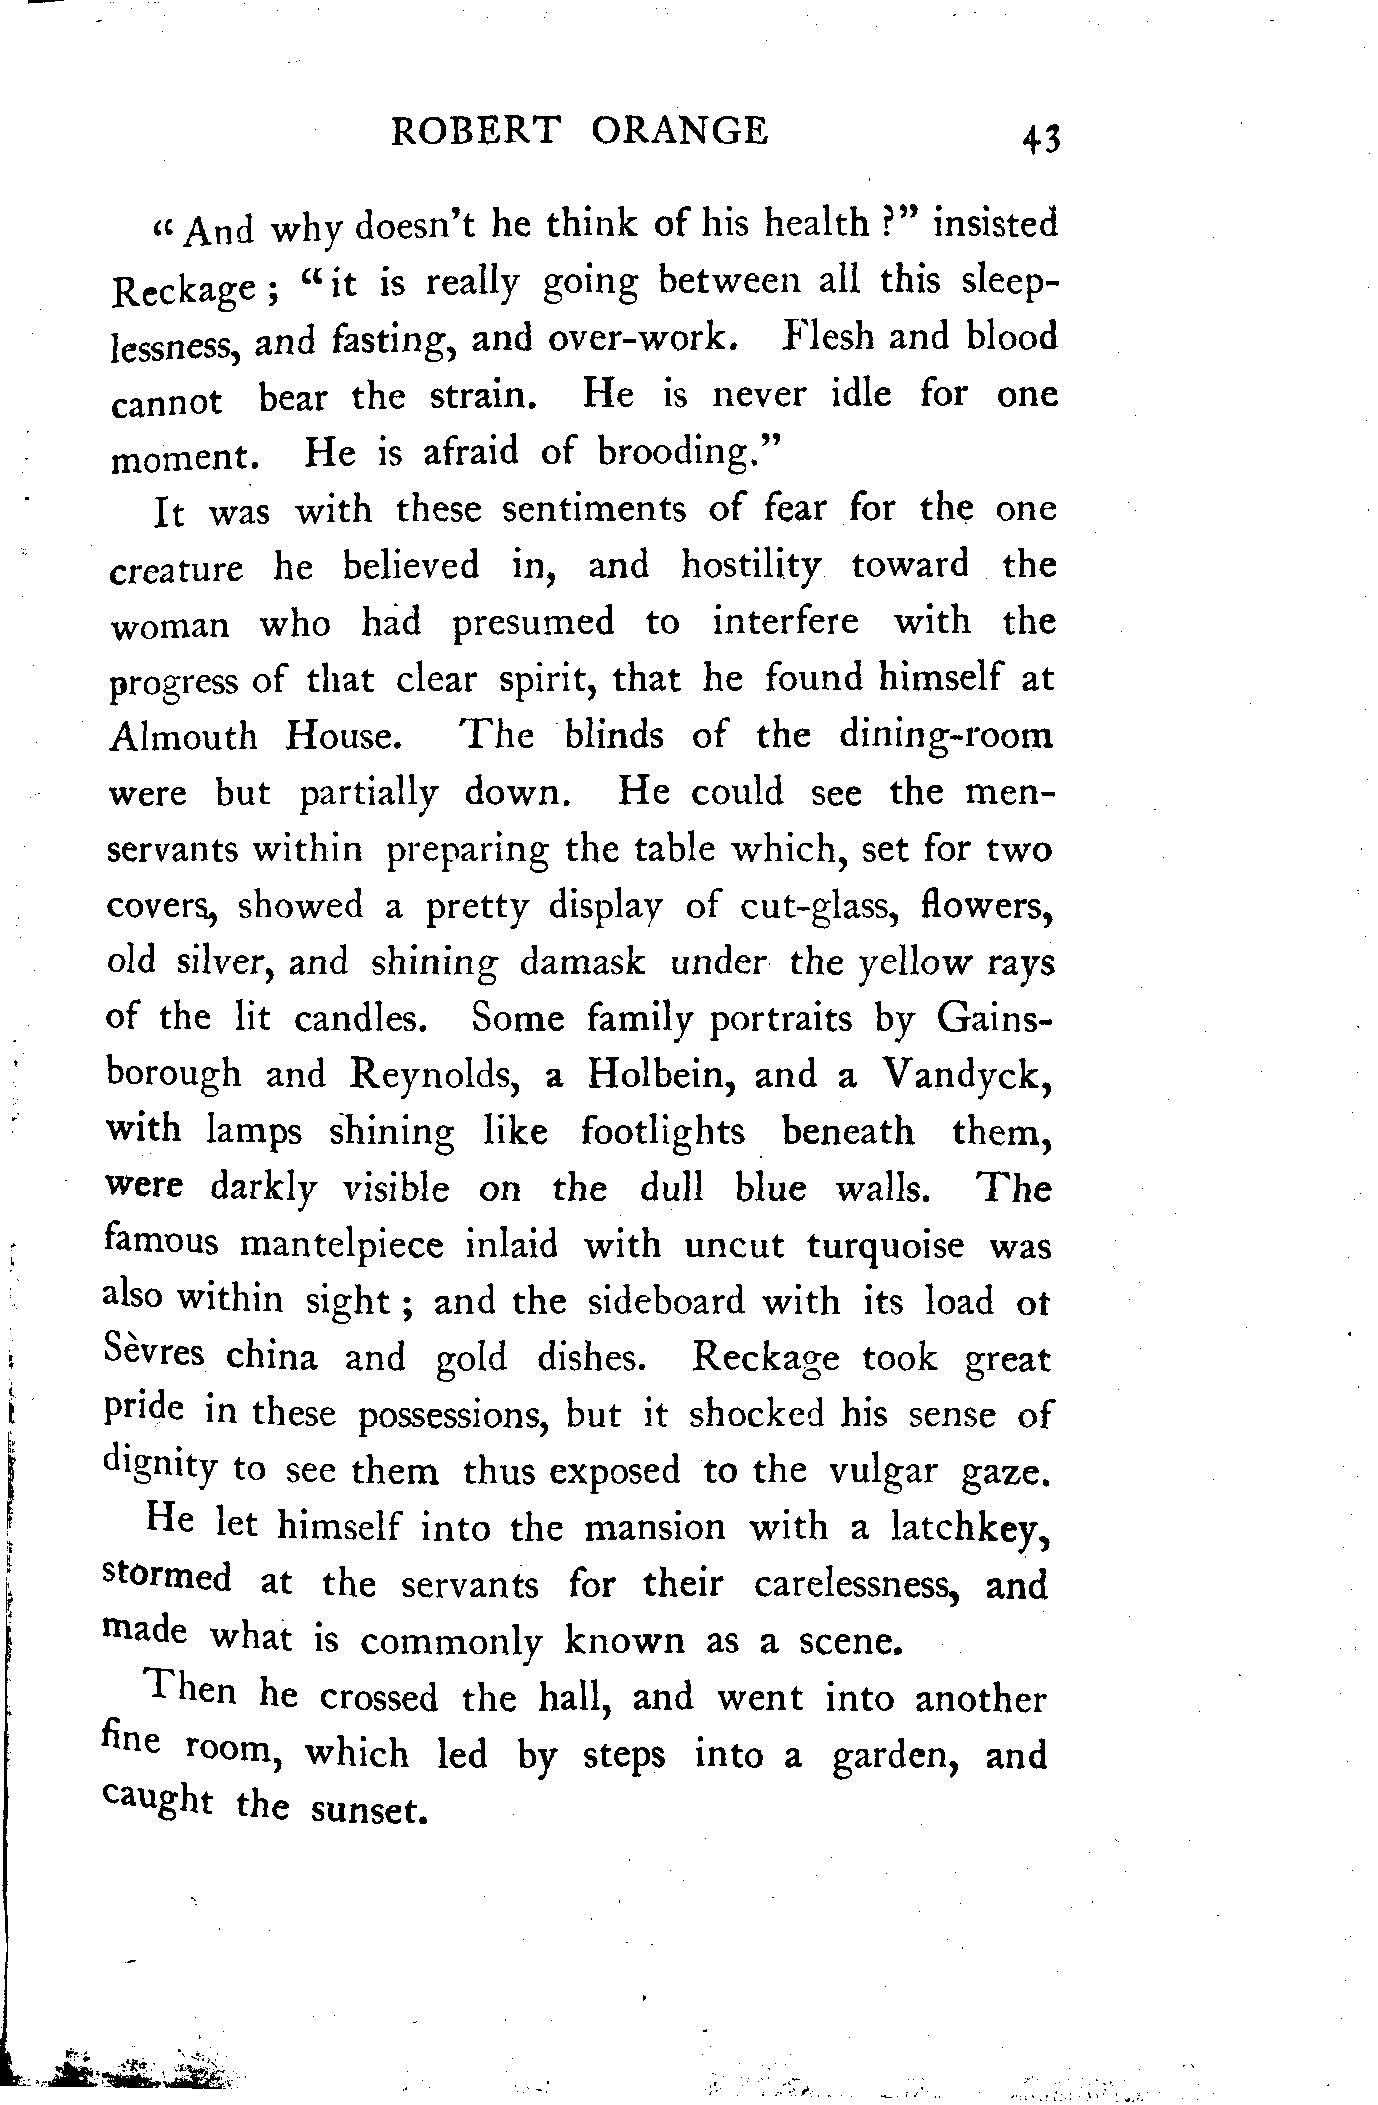 ROBERT ORANGE 43
“ And why doesn't he think of his health ?” insisted
Reckage ; “ it is really going between all this sleep-
lessness, and fasting, and over-work. Flesh and blood
cannot bear the strain. He is never idle for one
moment. He is afraid of brooding.”
It was with these sentiments of fear for the one
creature he believed in, and hostility toward the
woman who had presumed to interfere with the
progress of that clear spirit, that he found himself at
Almouth House. The blinds of the dining-room
were but partially down. He could see the men-
servants within preparing the table which, set for two
covers, showed a pretty display of cut-glass, flowers,
old silver, and shining damask under the yellow rays
of the lit candles. Some family portraits by Gains-
borough and Reynolds, a Holbein, and a Vandyck,
with lamps shining like footlights beneath them,
were darkly visible on the dull blue walls. The
famous mantelpiece inlaid with uncut turquoise was
also within sight ; and the sideboard with its load of
Sèvres china and gold dishes. Reckage took great
pride in these possessions, but it shocked his sense of
dignity to see them thus exposed to the vulgar gaze.
He let himself into the mansion with a latchkey,
stormed at the servants for their carelessness, and
made what is commonly known as a scene.
Then he crossed the hall, and went into another
fine room, which led by steps into a garden, and
caught the sunset.